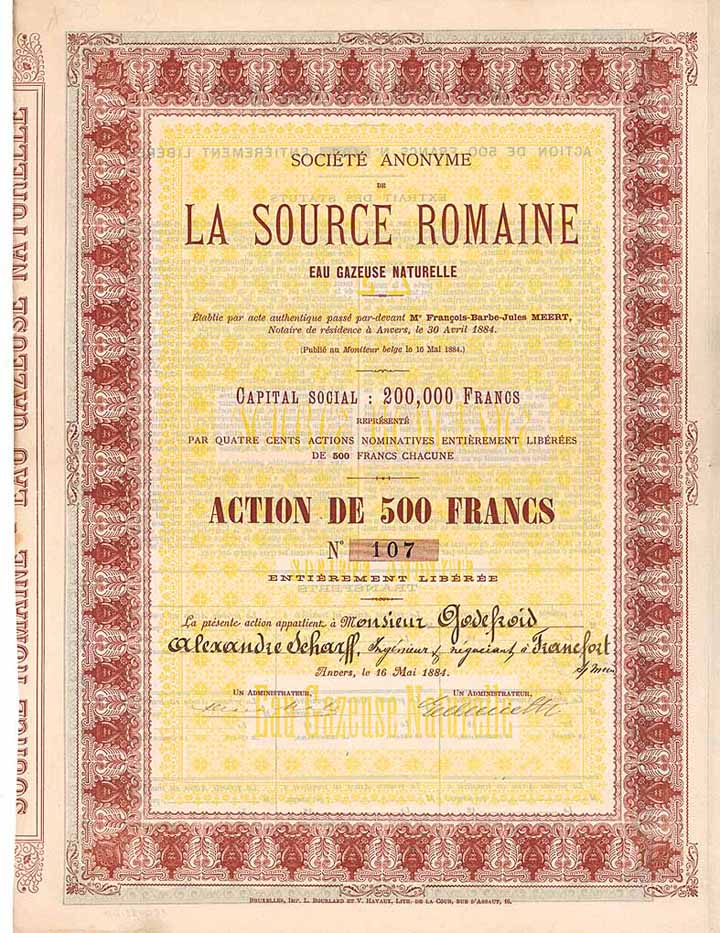 SOCIÉTÉ ANONYME
DE
LA SOURCE ROMAINE
EAU GAZEUSE NATURELLE
Établie par acte authentique passé par-devant Me François-Barbe-Jules MEERT,
Notaire de résidence à Anvers, le 30 Avril 1884.
(Publié au Moniteur belge le 16 Mai 1884.)
CAPITAL SOCIAL : 200,000 FRANCS
REPRÉSENTÉ
PAR QUATRE CENTS ACTIONS NOMINATIVES ENTIÈREMENT LIBÉRÉES
DE 500 FRANCS CHACUNE
ACTION DE 500 FRANCS
N° 107
ENTIÈREMENT LIBÉRÉE
La présente action appartient à Monsieur Godefroid
Alexandre Scharff, Ingénieur & négociant, à Francfort
s/ Mein
Anvers, le 16 Mai 1884.
UN ADMINISTRATEUR, UN ADMINISTRATEUR,
Eau Gazeuse Naturelle
BRUXELLES, IMP. L. BOURLARD ET V. HAVAUX, LITH. DE LA COUR, RUE D'ASSAUT, 16.
SOURCE ROMAINE - EAU GAZEUSE NATURELLE